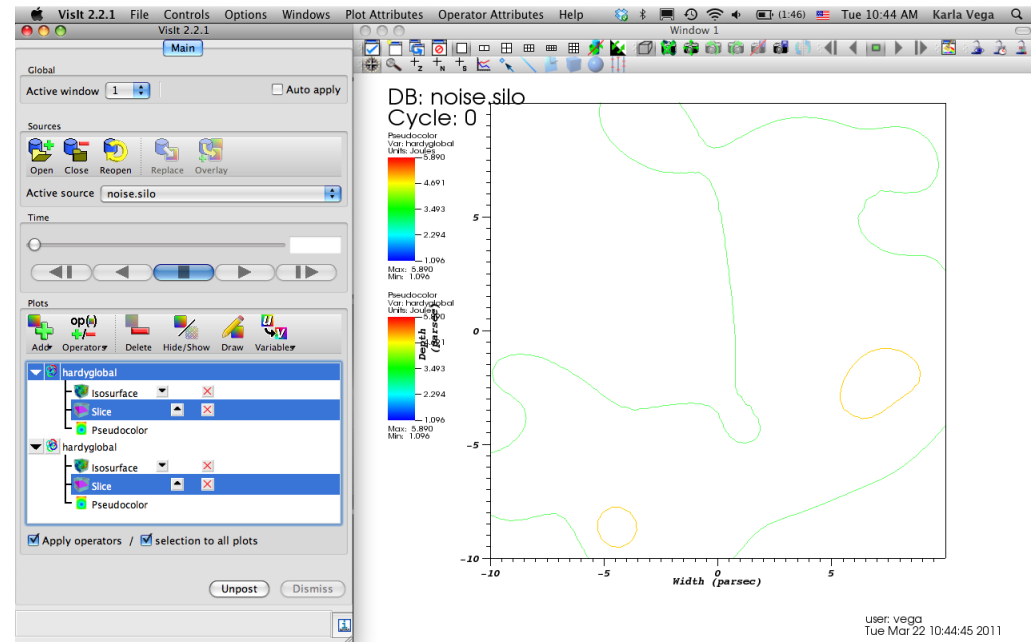 VisIt 2.2.1 File Controls Options Windows Plot Attributes Operator Attributes Help (1:46) Tue 10:44 AM Karla Vega
VisIt 2.2.1
Main
Global
Active window 1 Auto apply
Sources
Open Close Reopen Replace Overlay
Active source noise.silo
Time
Plots
op(u)
+/-
Add Operators Delete Hide/Show Draw Variables
hardyglobal
Isosurface
Slice
Pseudocolor
hardyglobal
Isosurface
Slice
Pseudocolor
Apply operators / selection to all plots
Unpost Dismiss
Window 1
DB: noise.silo
Cycle: 0
Pseudocolor
Var: hardyglobal
Units: Joules
5.890
4.691
3.493
2.294
1.096
Max: 5.890
Min: 1.096
Pseudocolor
Var: hardyglobal
Units: Joules
3.493
2.294
1.096
Max: 5.890
Min: 1.096
Depth
(parsec)
5
0
-5
-10
-10 -5 0 5
Width (parsec)
user: vega
Tue Mar 22 10:44:45 2011